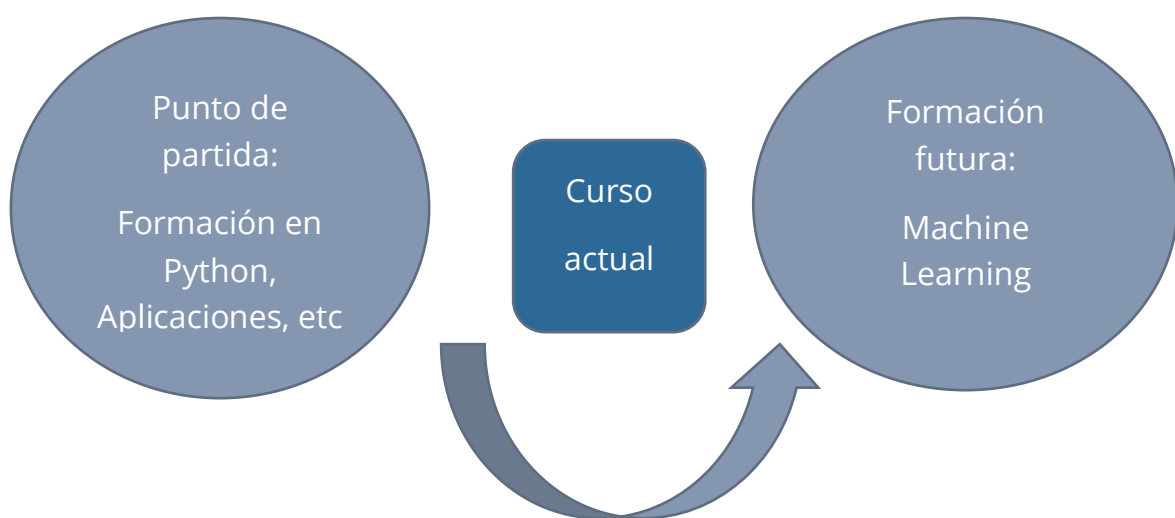 Punto de
partida:
Formación en
Python,
Aplicaciones, etc
Curso
actual
Formación
futura:
Machine
Learning